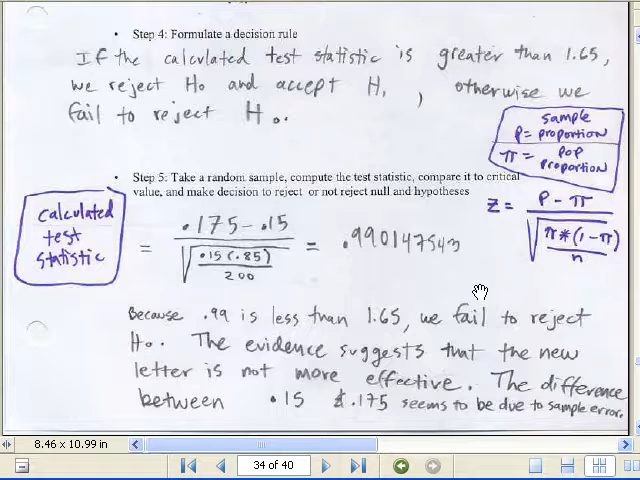 • Step 4: Formulate a decision rule
If the calculated test statistic is greater than 1.65,
we reject Ho and accept H1, otherwise we
fail to reject Ho.
sample
p = proportion
π = pop
proportion
• Step 5: Take a random sample, compute the test statistic, compare it to critical
value, and make decision to reject or not reject null and hypotheses
calculated
test
statistic
= .175 - .15 / √(.15(.85)/200) = .990147543
z = p - π / √(π*(1-π)/n)
Because .99 is less than 1.65, we fail to reject
Ho. The evidence suggests that the new
letter is not more effective. The difference
between .15 & .175 seems to be due to sample error.
8.46 x 10.99 in
34 of 40